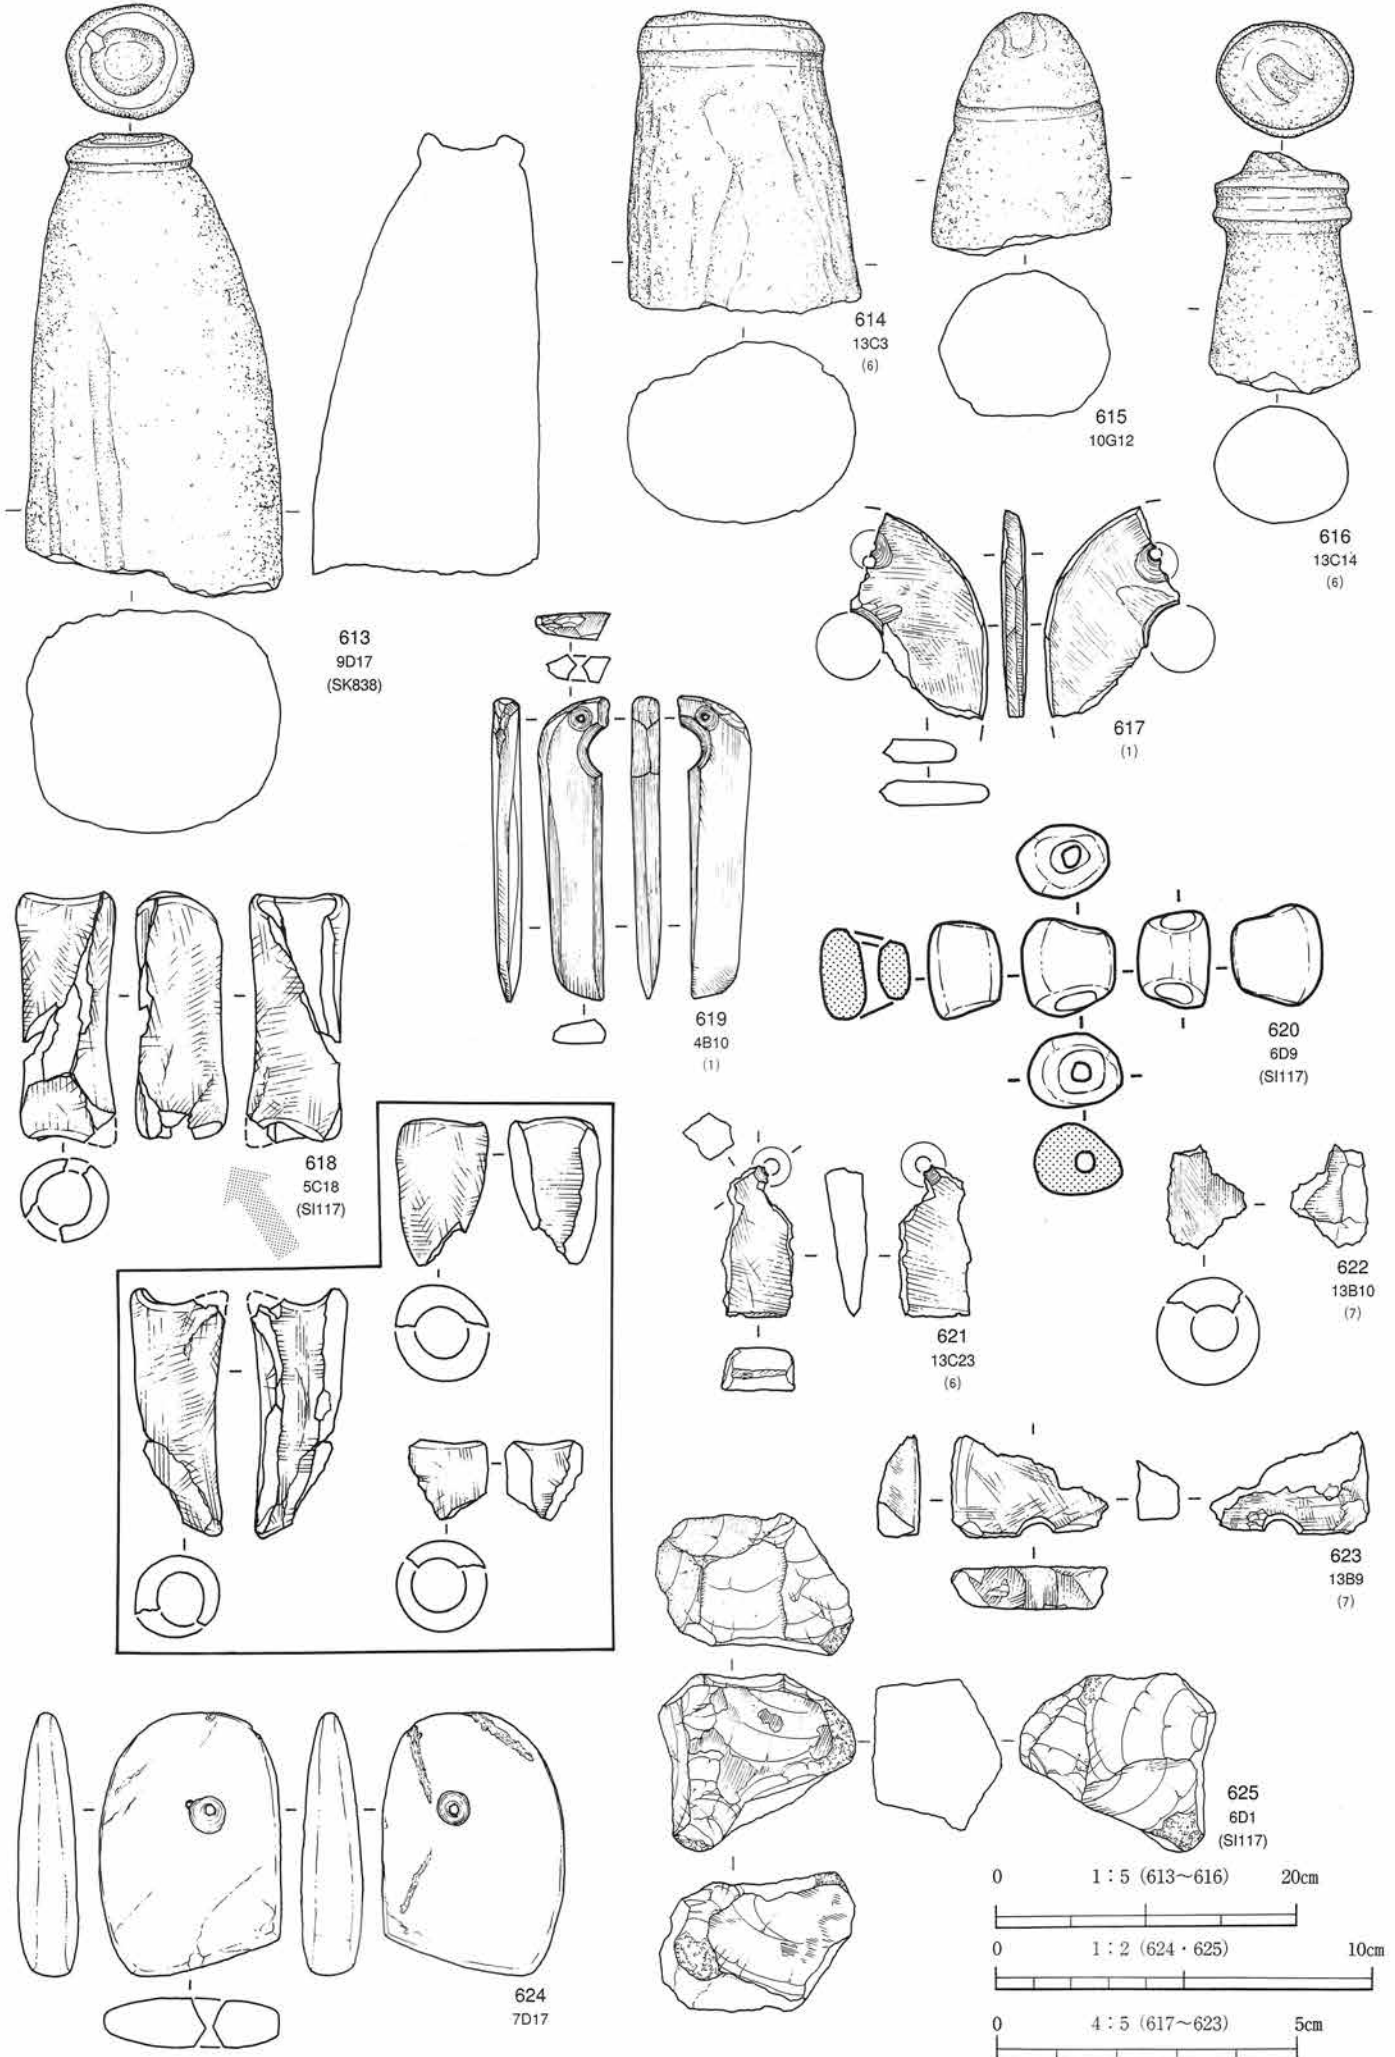 614
13C3
(6)
615
10G12
616
13C14
(6)
613
9D17
(SK838)
617
(1)
619
4B10
(1)
620
6D9
(SI117)
618
5C18
(SI117)
621
13C23
(6)
622
13B10
(7)
623
13B9
(7)
625
6D1
(SI117)
624
7D17
0 1:5 (613～616) 20cm
0 1:2 (624・625) 10cm
0 4:5 (617～623) 5cm